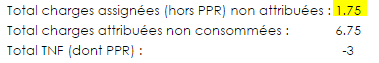 Total charges assignées (hors PPR) non attribuées : 1.75
Total charges attribuées non consommées : 6.75
Total TNF (dont PPR) : -3